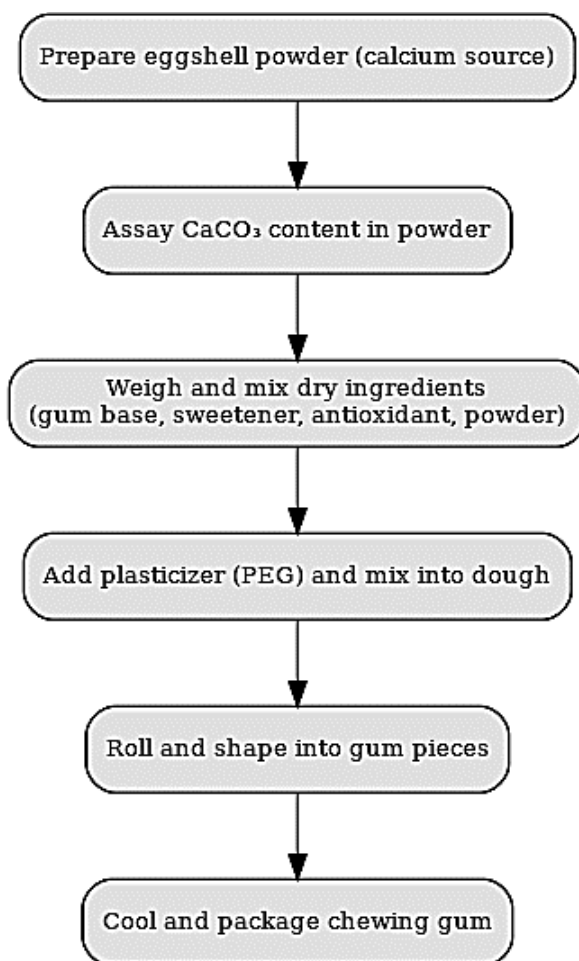 Prepare eggshell powder (calcium source)
Assay CaCO₃ content in powder
Weigh and mix dry ingredients
(gum base, sweetener, antioxidant, powder)
Add plasticizer (PEG) and mix into dough
Roll and shape into gum pieces
Cool and package chewing gum